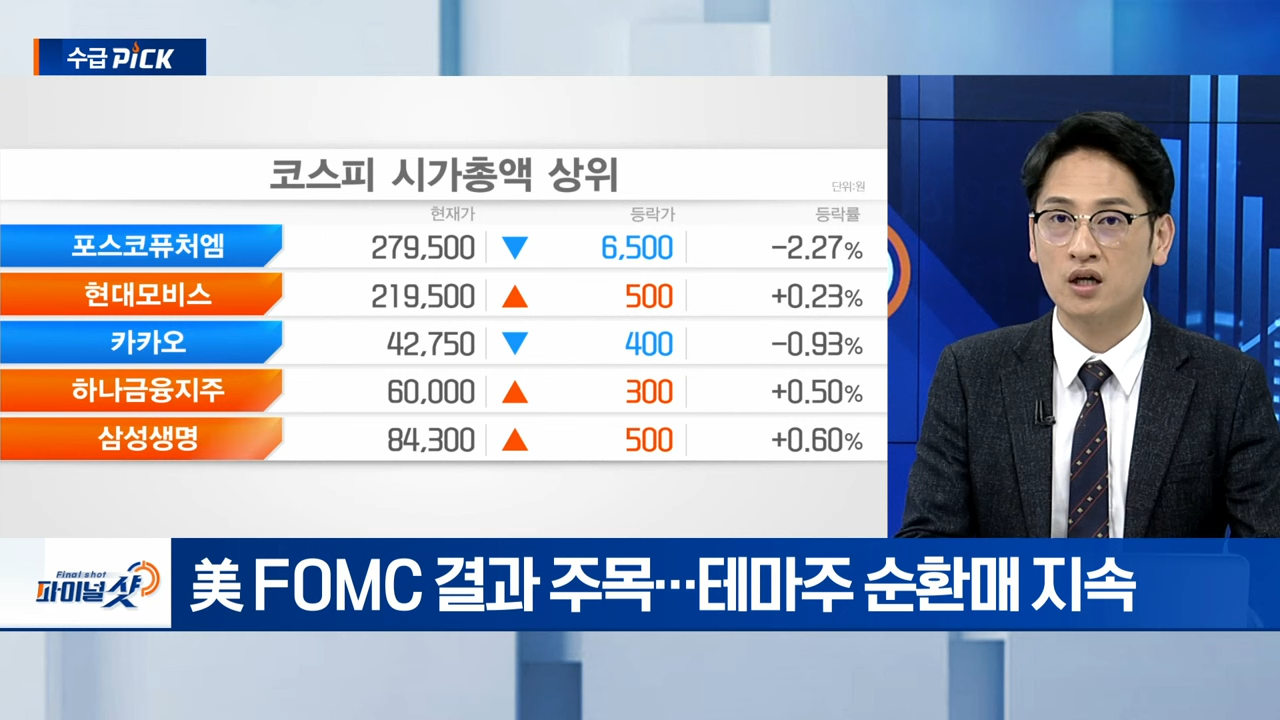 수급 PiCK
코스피 시가총액 상위
단위:원
현재가 등락가 등락률
포스코퓨처엠 279,500 ▼ 6,500 -2.27%
현대모비스 219,500 ▲ 500 +0.23%
카카오 42,750 ▼ 400 -0.93%
하나금융지주 60,000 ▲ 300 +0.50%
삼성생명 84,300 ▲ 500 +0.60%
Final shot
파이널샷
美 FOMC 결과 주목…테마주 순환매 지속